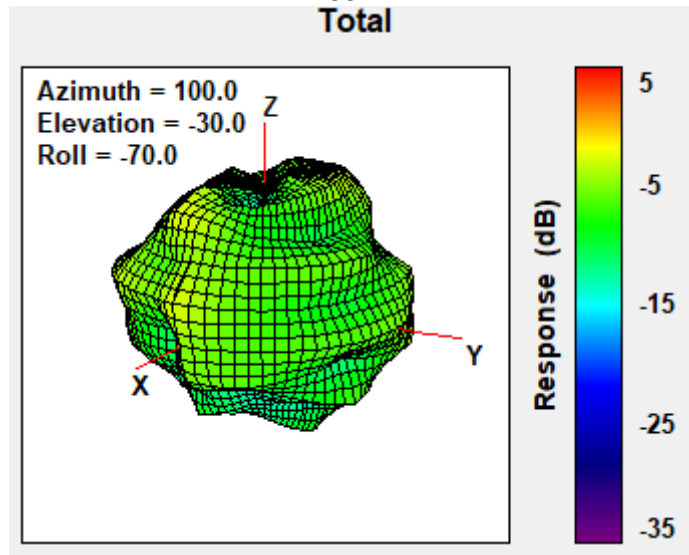 Total
Azimuth = 100.0
Elevation = -30.0
Roll = -70.0
Z
X
Y
Response (dB)
5
-5
-15
-25
-35